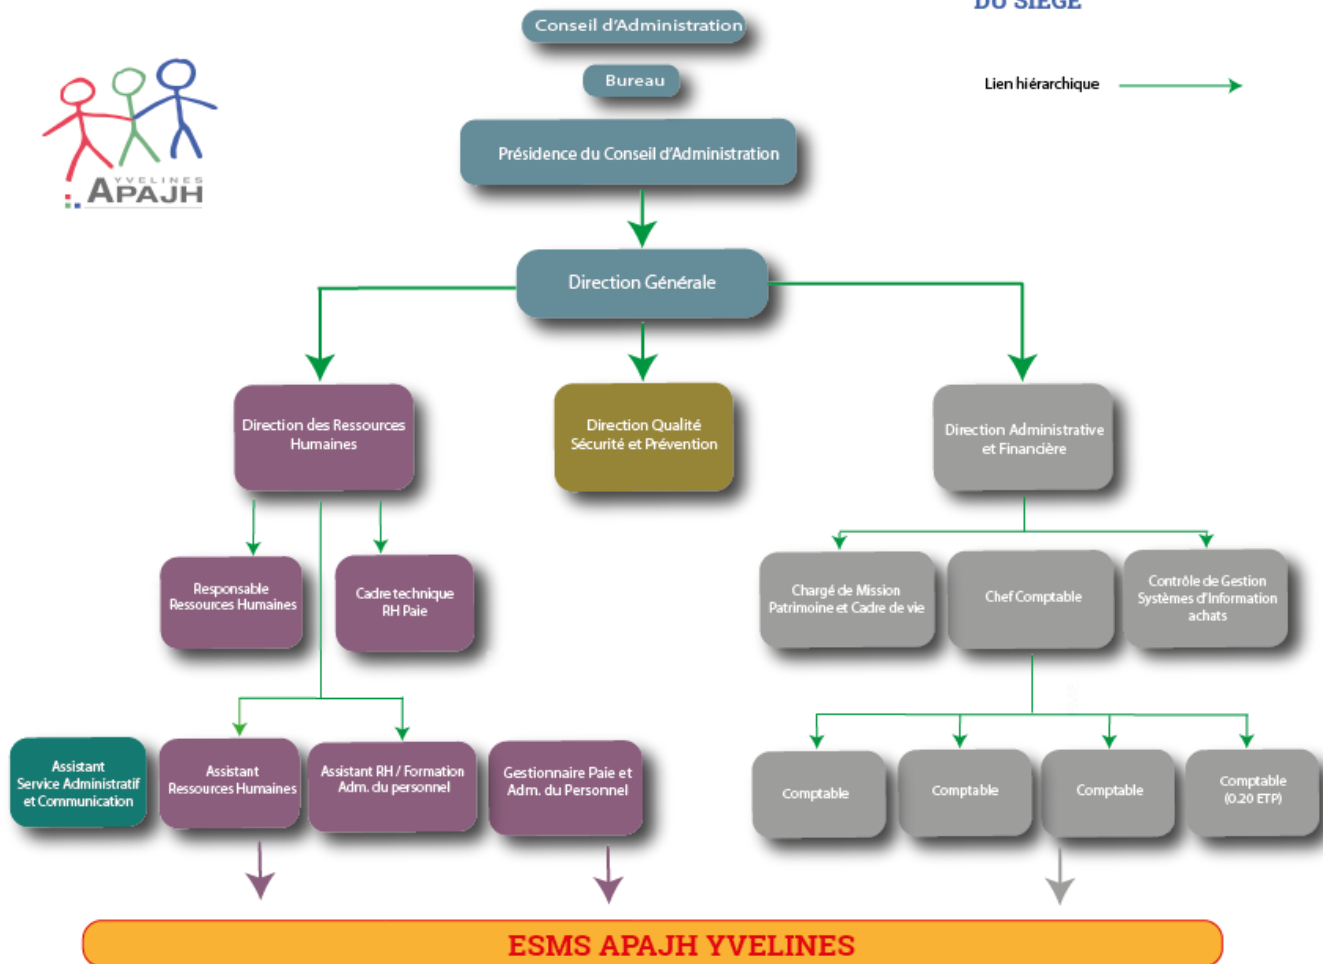 DU SIEGE
Conseil d'Administration
Bureau
Lien hiérarchique
Présidence du Conseil d'Administration
YVELINES
APAJH
Direction Générale
Direction des Ressources
Humaines
Direction Qualité
Sécurité et Prévention
Direction Administrative
et Financière
Responsable
Ressources Humaines
Cadre technique
RH Paie
Chargé de Mission
Patrimoine et Cadre de vie
Chef Comptable
Contrôle de Gestion
Systèmes d'Information
achats
Assistant
Service Administratif
et Communication
Assistant
Ressources Humaines
Assistant RH / Formation
Adm. du personnel
Gestionnaire Paie et
Adm. du Personnel
Comptable
Comptable
Comptable
Comptable
(0.20 ETP)
ESMS APAJH YVELINES